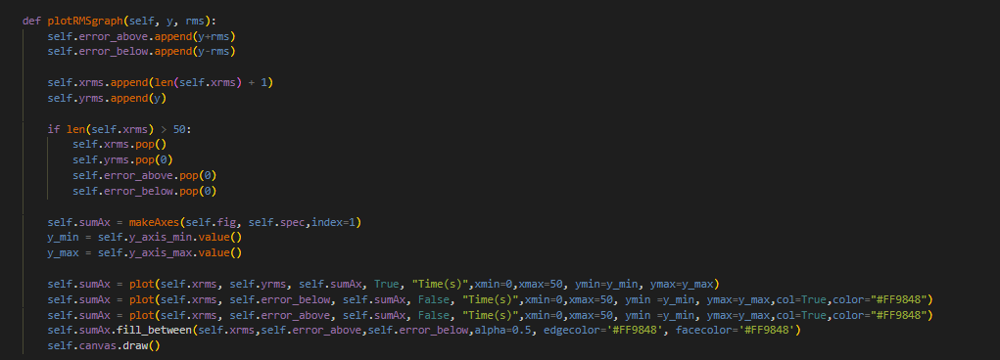 def plotRMSgraph(self, y, rms):
self.error_above.append(y+rms)
self.error_below.append(y-rms)
self.xrms.append(len(self.xrms) + 1)
self.yrms.append(y)
if len(self.xrms) > 50:
self.xrms.pop()
self.yrms.pop(0)
self.error_above.pop(0)
self.error_below.pop(0)
self.sumAx = makeAxes(self.fig, self.spec,index=1)
y_min = self.y_axis_min.value()
y_max = self.y_axis_max.value()
self.sumAx = plot(self.xrms, self.yrms, self.sumAx, True, "Time(s)",xmin=0,xmax=50, ymin=y_min, ymax=y_max)
self.sumAx = plot(self.xrms, self.error_below, self.sumAx, False, "Time(s)",xmin=0,xmax=50, ymin =y_min, ymax=y_max,col=True,color="#FF9848")
self.sumAx = plot(self.xrms, self.error_above, self.sumAx, False, "Time(s)",xmin=0,xmax=50, ymin =y_min, ymax=y_max,col=True,color="#FF9848")
self.sumAx.fill_between(self.xrms,self.error_above,self.error_below,alpha=0.5, edgecolor='#FF9848', facecolor='#FF9848')
self.canvas.draw()